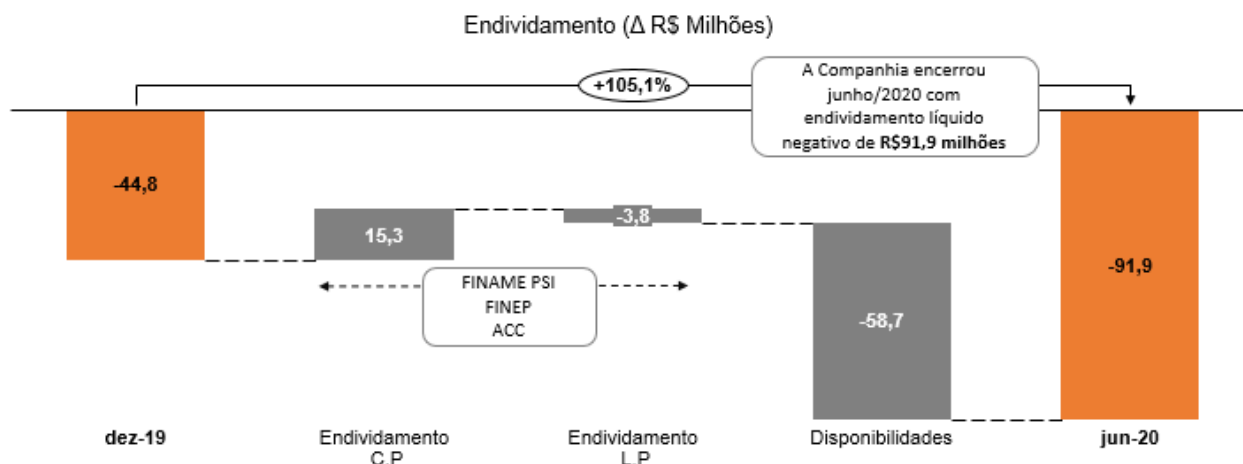 Endividamento (Δ R$ Milhões)
+105,1%
A Companhia encerrou
junho/2020 com
endividamento líquido
negativo de R$91,9 milhões
-44,8
15,3
-3,8
-58,7
-91,9
FINAME PSI
FINEP
ACC
dez-19
Endividamento
C.P
Endividamento
L.P
Disponibilidades
jun-20